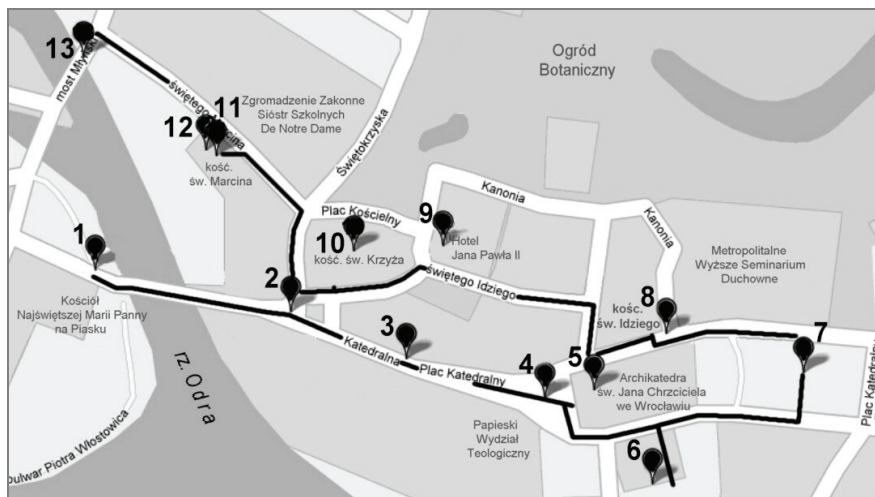 13
most Młyński
świętego Marcina
11
12
Zgromadzenie Zakonne
Sióstr Szkolnych
De Notre Dame
kość.
św. Marcina
Świętokrzyska
Ogród
Botaniczny
Kanonia
Kanonia
Plac Kościelny
9
Hotel
Jana Pawła II
10
kość. św. Krzyża
świętego Idziego
Metropolitalne
Wyższe Seminarium
Duchowne
1
Kościół
Najświętszej Marii Panny
na Piasku
2
3
Katedralna
Plac Katedralny
4
5
kośc.
św. Idziego
8
7
Archikatedra
św. Jana Chrzciciela
we Wrocławiu
Plac Katedralny
Papieski
Wydział
Teologiczny
6
rz. Odra
bulwar Piotra Włostowica